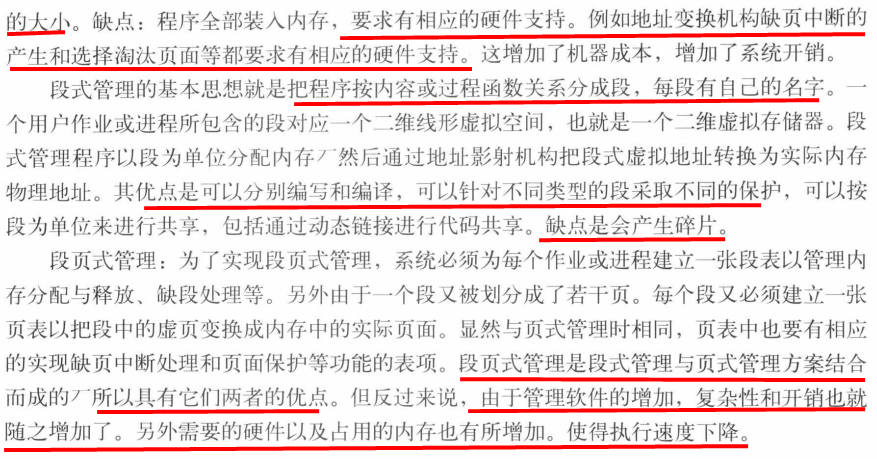 的大小。缺点：程序全部装入内存，要求有相应的硬件支持。例如地址变换机构缺页中断的
产生和选择淘汰页面等都要求有相应的硬件支持。这增加了机器成本，增加了系统开销。
段式管理的基本思想就是把程序按内容或过程函数关系分成段，每段有自己的名字。一
个用户作业或进程所包含的段对应一个二维线形虚拟空间，也就是一个二维虚拟存储器。段
式管理程序以段为单位分配内存厂然后通过地址影射机构把段式虚拟地址转换为实际内存
物理地址。其优点是可以分别编写和编译，可以针对不同类型的段采取不同的保护，可以按
段为单位来进行共享，包括通过动态链接进行代码共享。缺点是会产生碎片。
段页式管理：为了实现段页式管理，系统必须为每个作业或进程建立一张段表以管理内
存分配与释放、缺段处理等。另外由于一个段又被划分成了若干页。每个段又必须建立一张
页表以把段中的虚页变换成内存中的实际页面。显然与页式管理时相同，页表中也要有相应
的实现缺页中断处理和页面保护等功能的表项。段页式管理是段式管理与页式管理方案结合
而成的厂所以具有它们两者的优点。但反过来说，由于管理软件的增加，复杂性和开销也就
随之增加了。另外需要的硬件以及占用的内存也有所增加。使得执行速度下降。